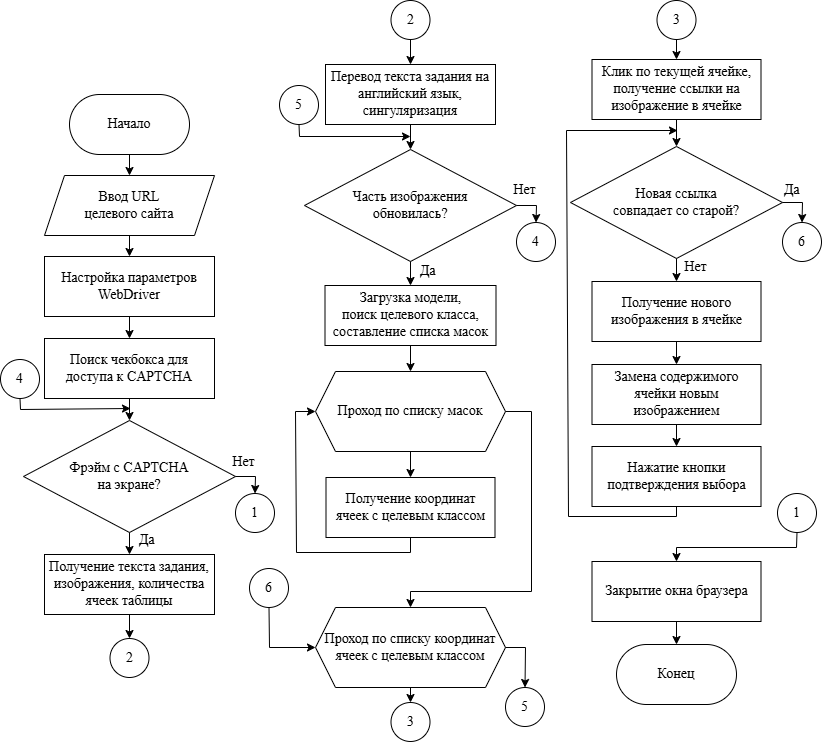 Начало
Ввод URL
целевого сайта
Настройка параметров
WebDriver
Поиск чекбокса для
доступа к CAPTCHA
4
Фрэйм с CAPTCHA
на экране?
Нет
1
Да
Получение текста задания,
изображения, количества
ячеек таблицы
2
2
Перевод текста задания на
английский язык,
сингуляризация
5
Часть изображения
обновилась?
Нет
4
Да
Загрузка модели,
поиск целевого класса,
составление списка масок
Проход по списку масок
Получение координат
ячеек с целевым классом
6
Проход по списку координат
ячеек с целевым классом
5
3
3
Клик по текущей ячейке,
получение ссылки на
изображение в ячейке
Новая ссылка
совпадает со старой?
Да
6
Нет
Получение нового
изображения в ячейке
Замена содержимого
ячейки новым
изображением
Нажатие кнопки
подтверждения выбора
1
Закрытие окна браузера
Конец